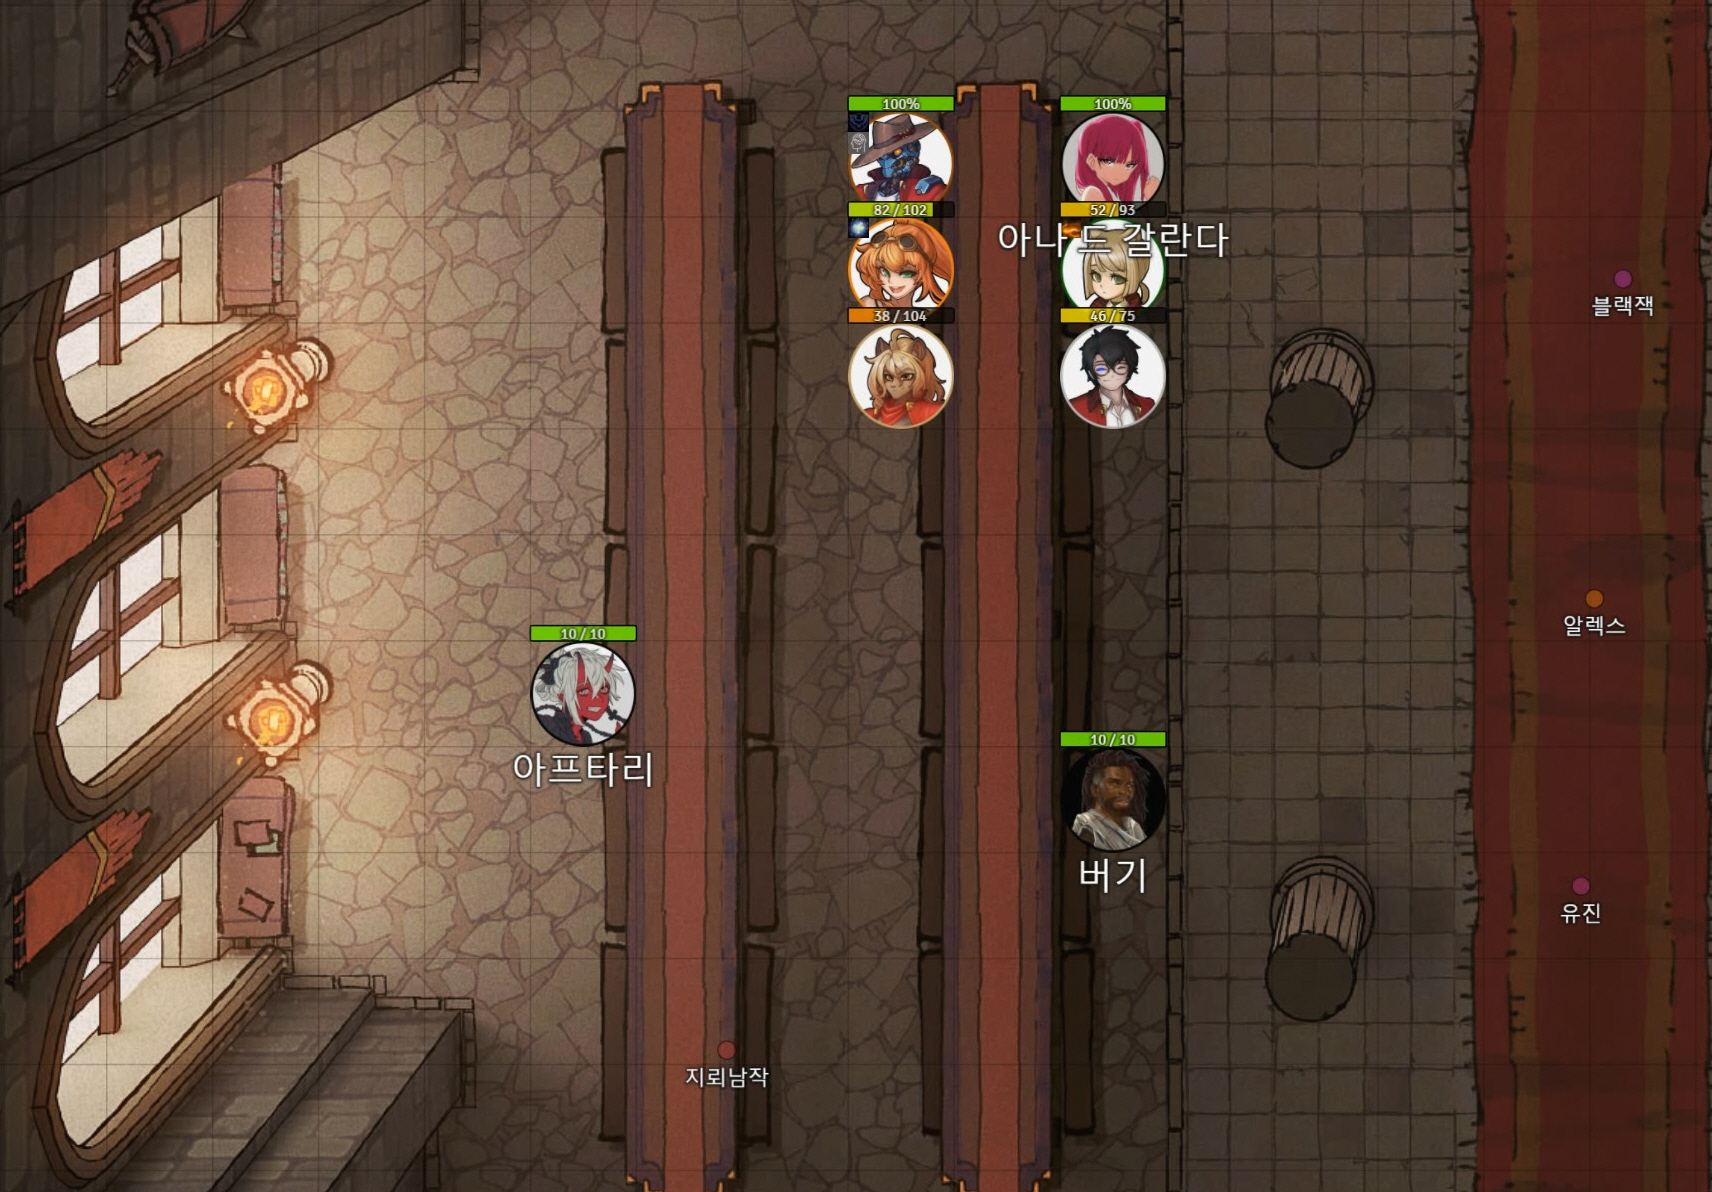 100%
100%
82/102
52/93
아나 드 갈란다
블랙잭
38/104
46/75
알렉스
10/10
아프타리
10/10
버기
유진
지뢰남작